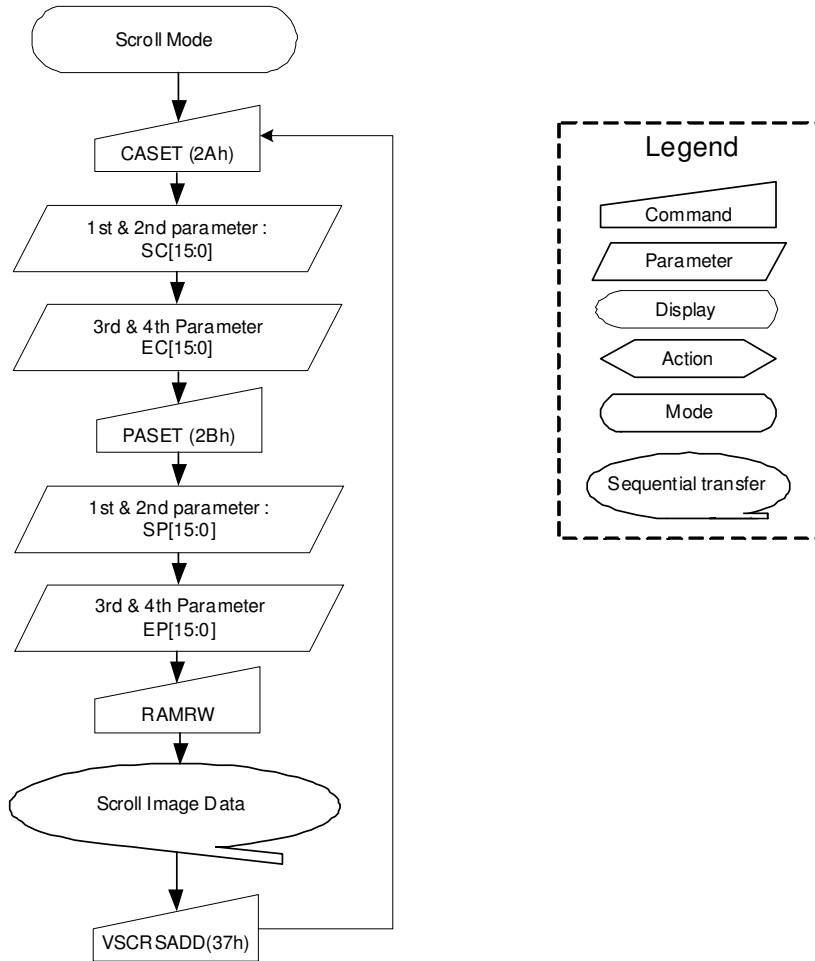 Scroll Mode
CASET (2Ah)
1st & 2nd parameter :
SC[15:0]
3rd & 4th Parameter
EC[15:0]
PASET (2Bh)
1st & 2nd parameter :
SP[15:0]
3rd & 4th Parameter
EP[15:0]
RAMRW
Scroll Image Data
VSCRSADD(37h)
Legend
Command
Parameter
Display
Action
Mode
Sequential transfer